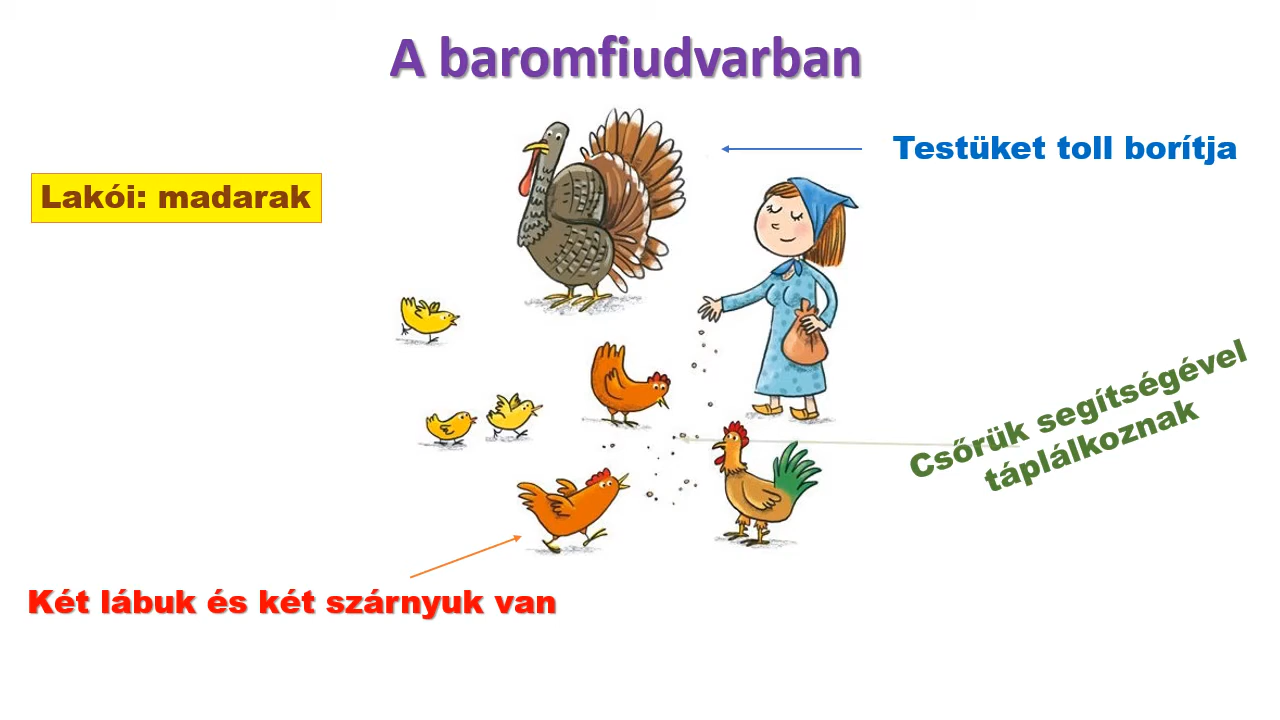 A baromfiudvarban
Testüket toll borítja
Lakói: madarak
Csőrük segítségével
táplálkoznak
Két lábuk és két szárnyuk van